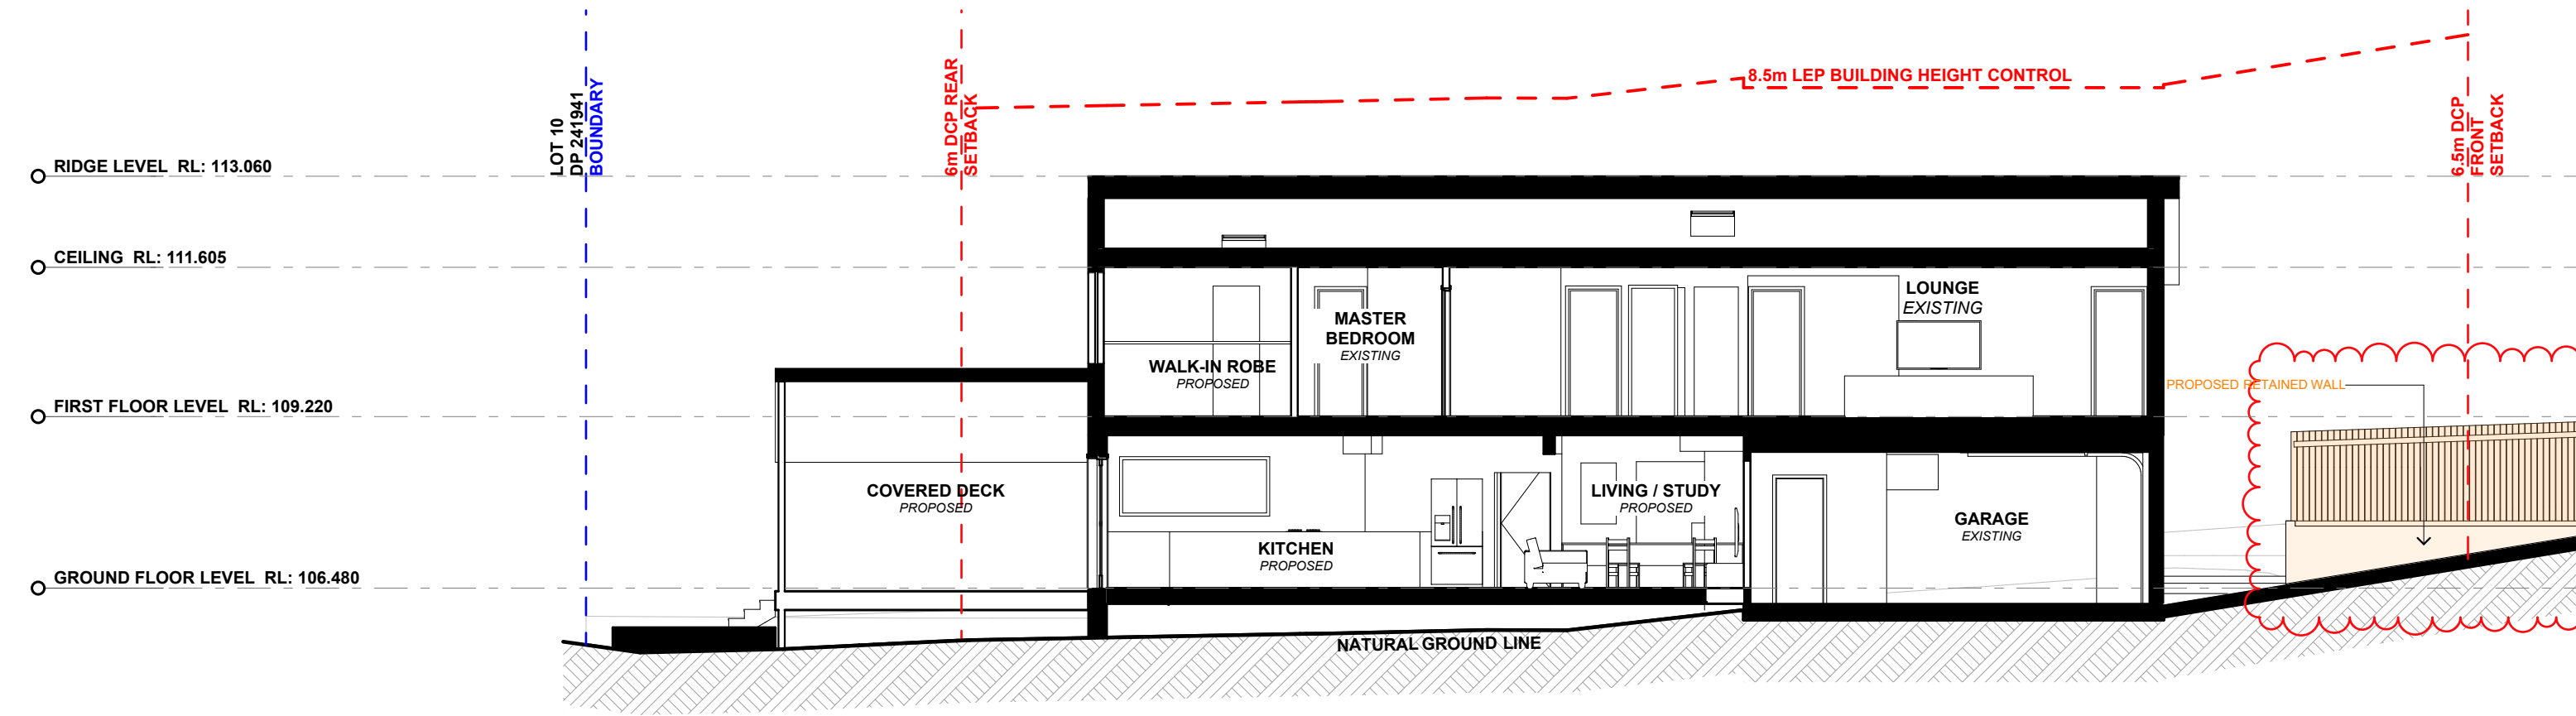 8.5m LEP BUILDING HEIGHT CONTROL
LOT 10
DP 241941
BOUNDARY
6m DCP REAR
SETBACK
6.5m DCP
FRONT
SETBACK
RIDGE LEVEL RL: 113.060
CEILING RL: 111.605
FIRST FLOOR LEVEL RL: 109.220
GROUND FLOOR LEVEL RL: 106.480
WALK-IN ROBE
PROPOSED
MASTER
BEDROOM
EXISTING
LOUNGE
EXISTING
PROPOSED RETAINED WALL
COVERED DECK
PROPOSED
KITCHEN
PROPOSED
LIVING / STUDY
PROPOSED
GARAGE
EXISTING
NATURAL GROUND LINE